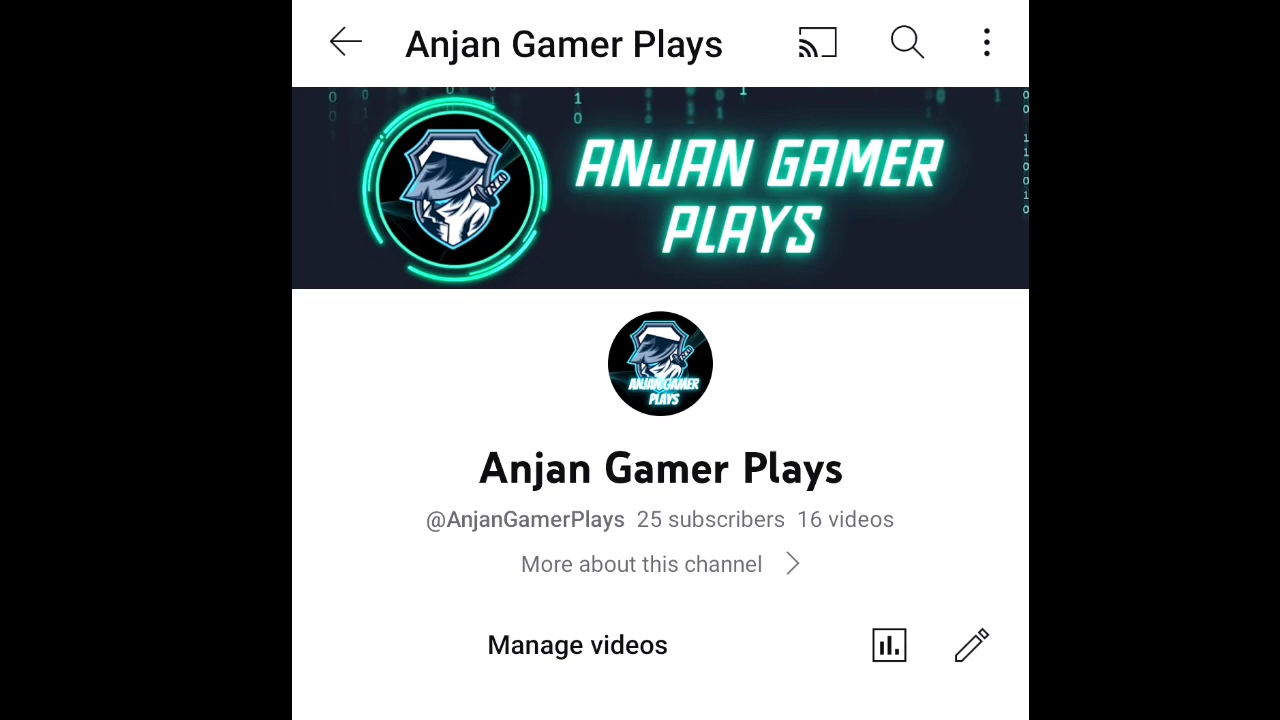 Anjan Gamer Plays
ANJAN GAMER
PLAYS
ANJAN GAMER
PLAYS
Anjan Gamer Plays
@AnjanGamerPlays 25 subscribers 16 videos
More about this channel
Manage videos